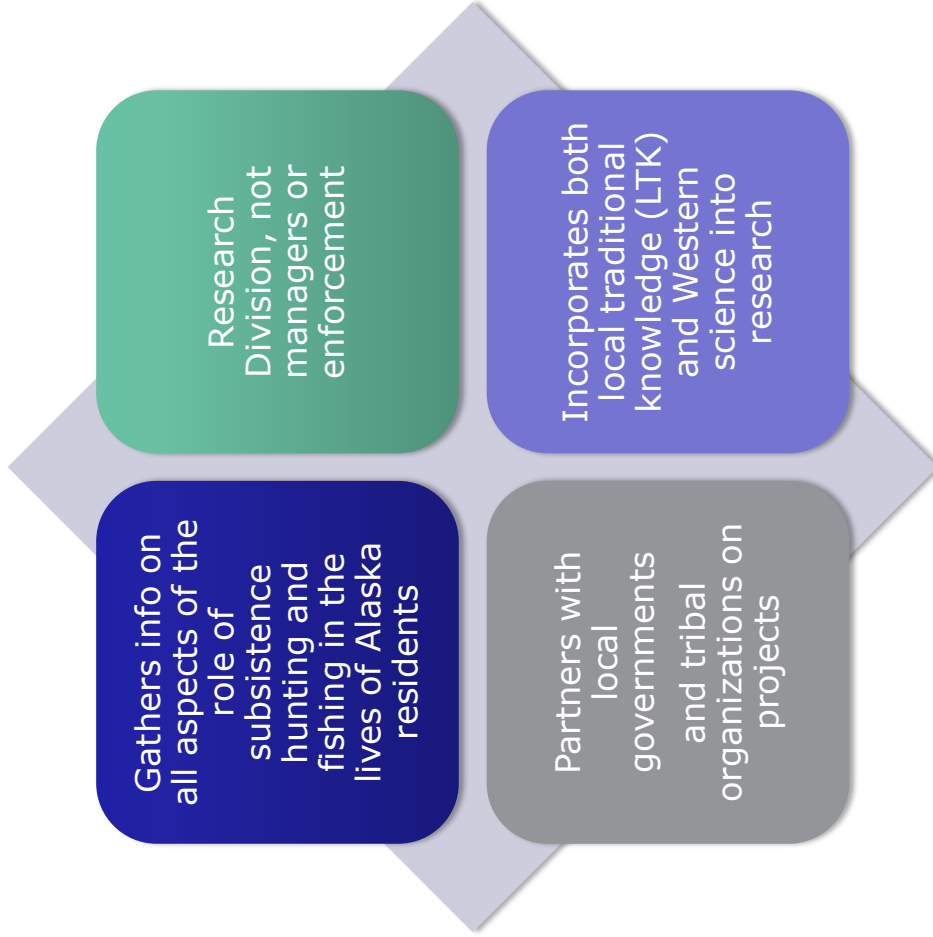 Gathers info on
all aspects of the
role of
subsistence
hunting and
fishing in the
lives of Alaska
residents
Research
Division, not
managers or
enforcement
Partners with
local
governments
and tribal
organizations on
projects
Incorporates both
local traditional
knowledge (LTK)
and Western
science into
research